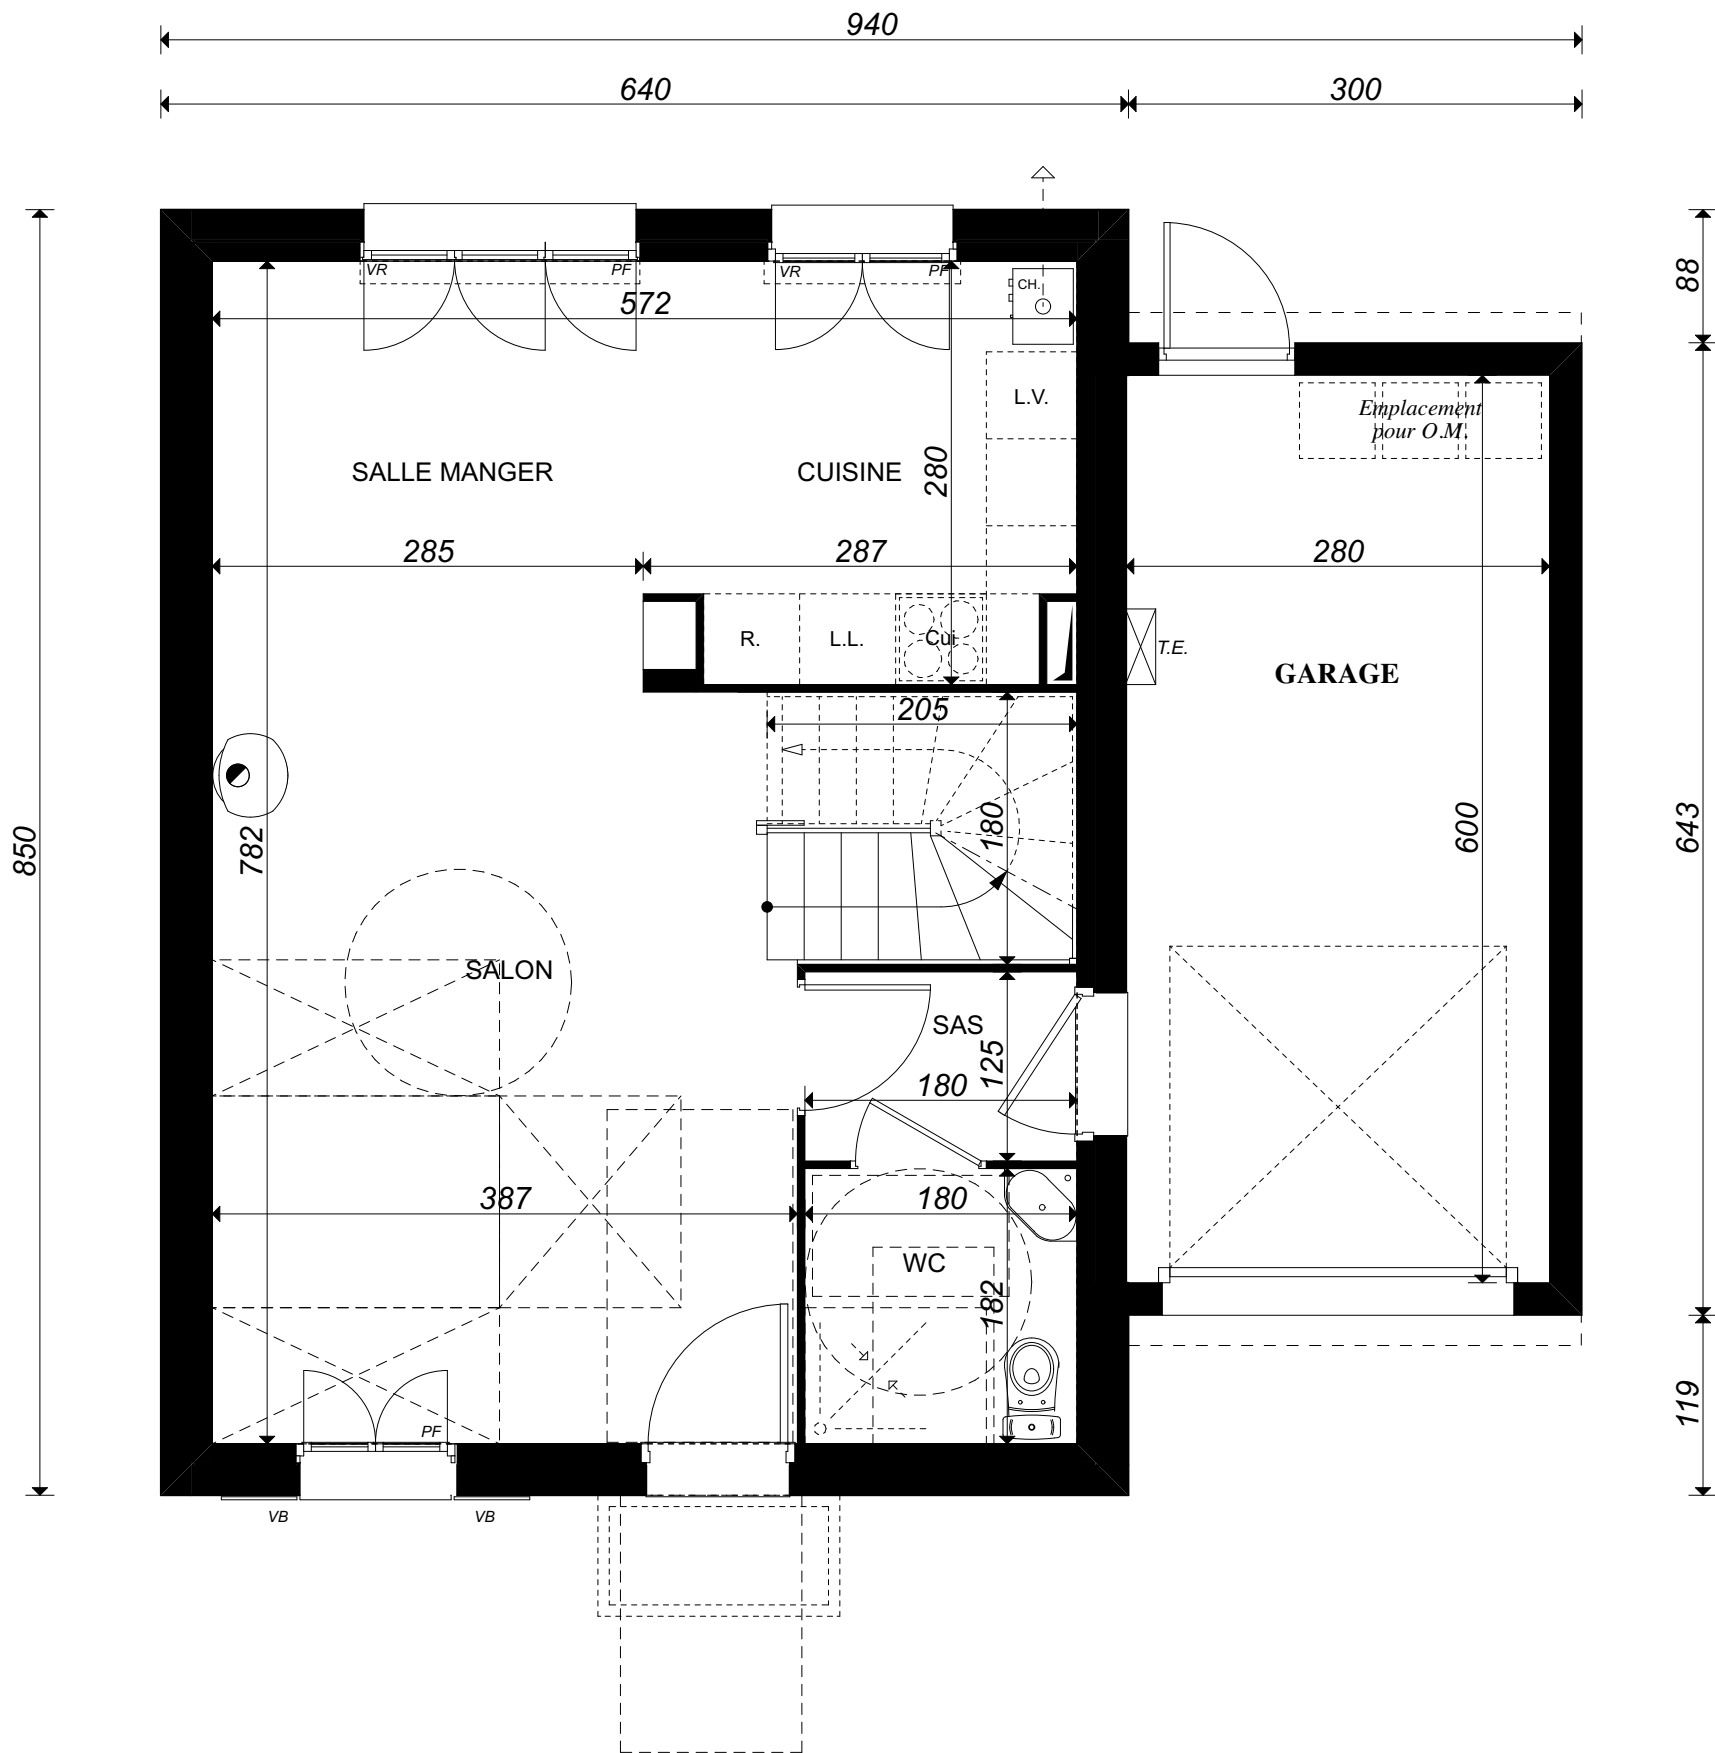 940
640
300
88
VR
PF
VR
PF
CH.
572
L.V.
Emplacement
pour O.M.
SALLE MANGER
CUISINE
280
285
287
280
R.
L.L.
Cui
T.E.
GARAGE
205
850
782
180
600
643
SALON
SAS
125
180
387
180
WC
182
119
PF
VB
VB